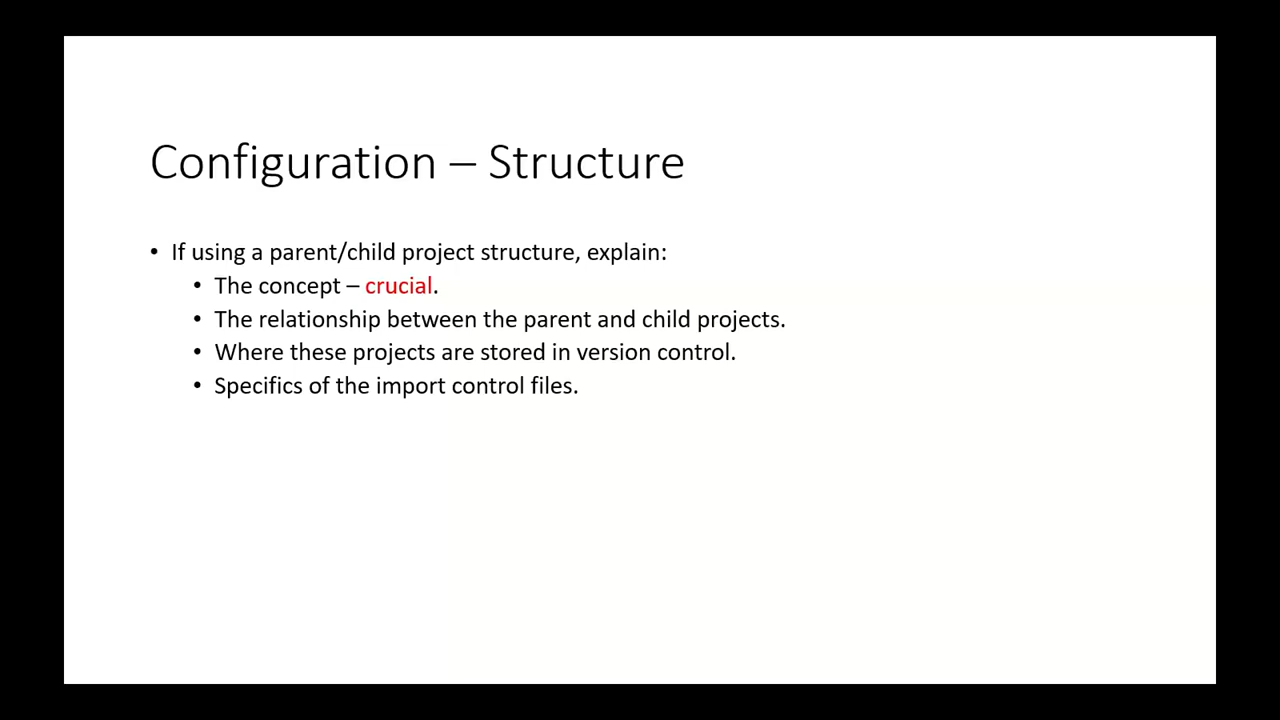 Configuration – Structure
• If using a parent/child project structure, explain:
• The concept – crucial.
• The relationship between the parent and child projects.
• Where these projects are stored in version control.
• Specifics of the import control files.